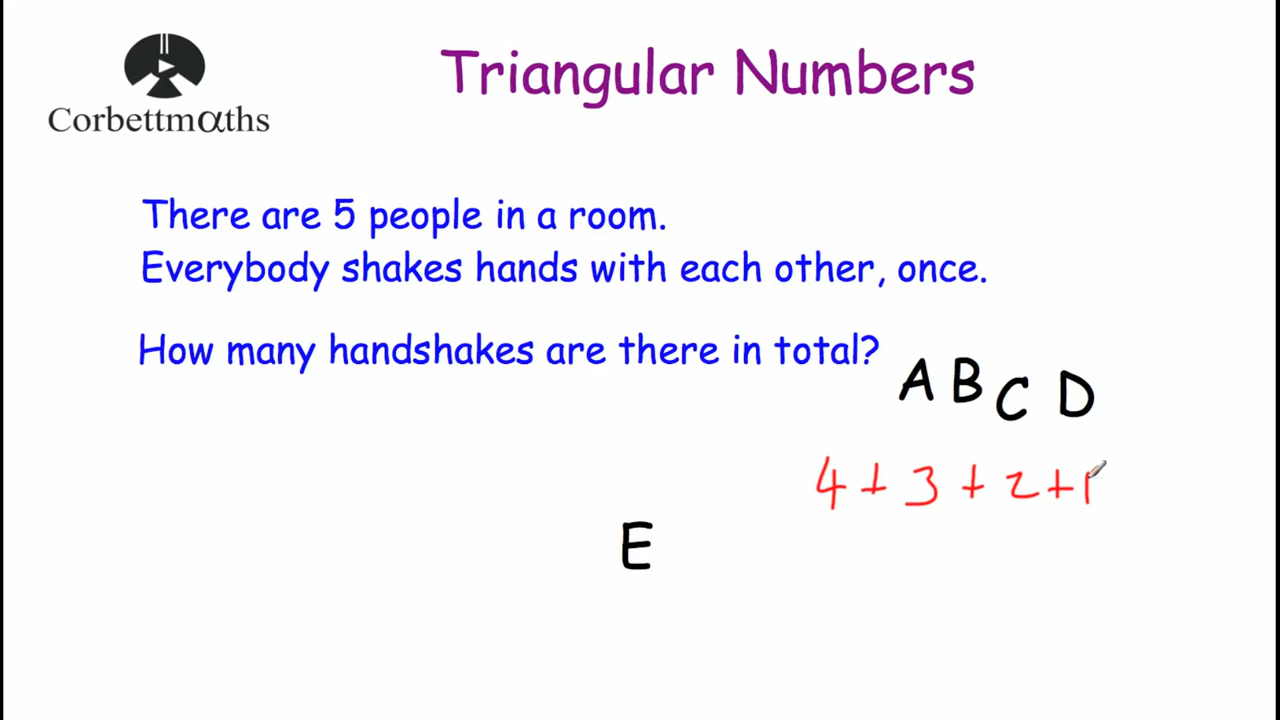 Triangular Numbers
Corbettmαths
There are 5 people in a room.
Everybody shakes hands with each other, once.
How many handshakes are there in total?
A B C D
4 + 3 + 2 + 1
E